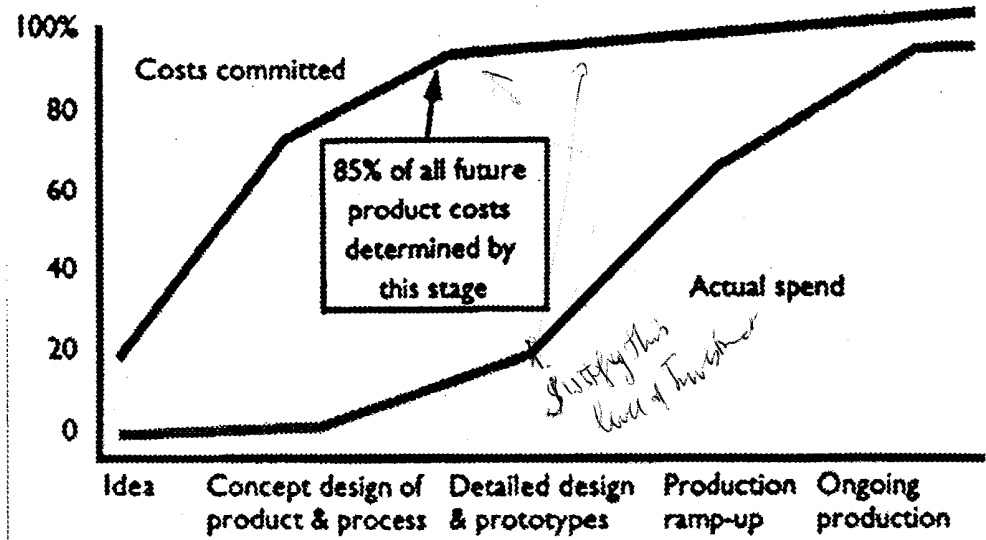 100%
80
60
40
20
0
Costs committed
85% of all future
product costs
determined by
this stage
Actual spend
Justify this
level of
Idea
Concept design of
product & process
Detailed design
& prototypes
Production
ramp-up
Ongoing
production